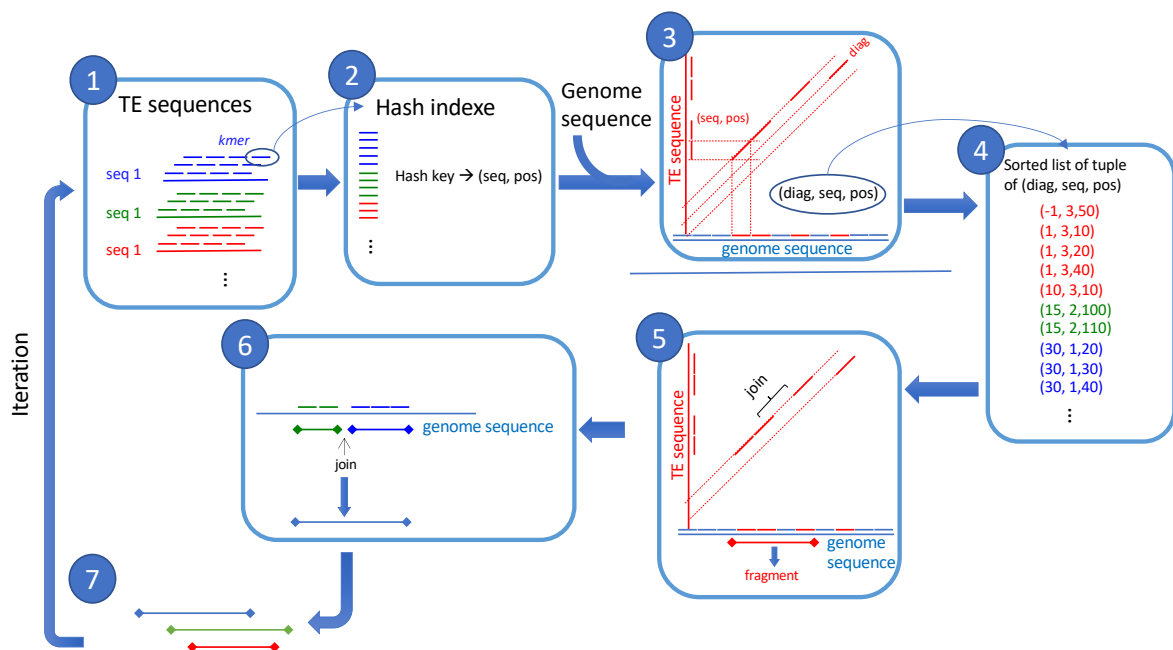 1
TE sequences
kmer
seq 1
seq 1
seq 1
⋮
2
Hash indexe
Hash key → (seq, pos)
⋮
Genome
sequence
3
diag
TE sequence
(seq, pos)
(diag, seq, pos)
genome sequence
4
Sorted list of tuple
of (diag, seq, pos)
(-1, 3,50)
(1, 3,10)
(1, 3,20)
(1, 3,40)
(10, 3,10)
(15, 2,100)
(15, 2,110)
(30, 1,20)
(30, 1,30)
(30, 1,40)
⋮
5
TE sequence
join
genome
sequence
fragment
6
genome sequence
join
7
Iteration